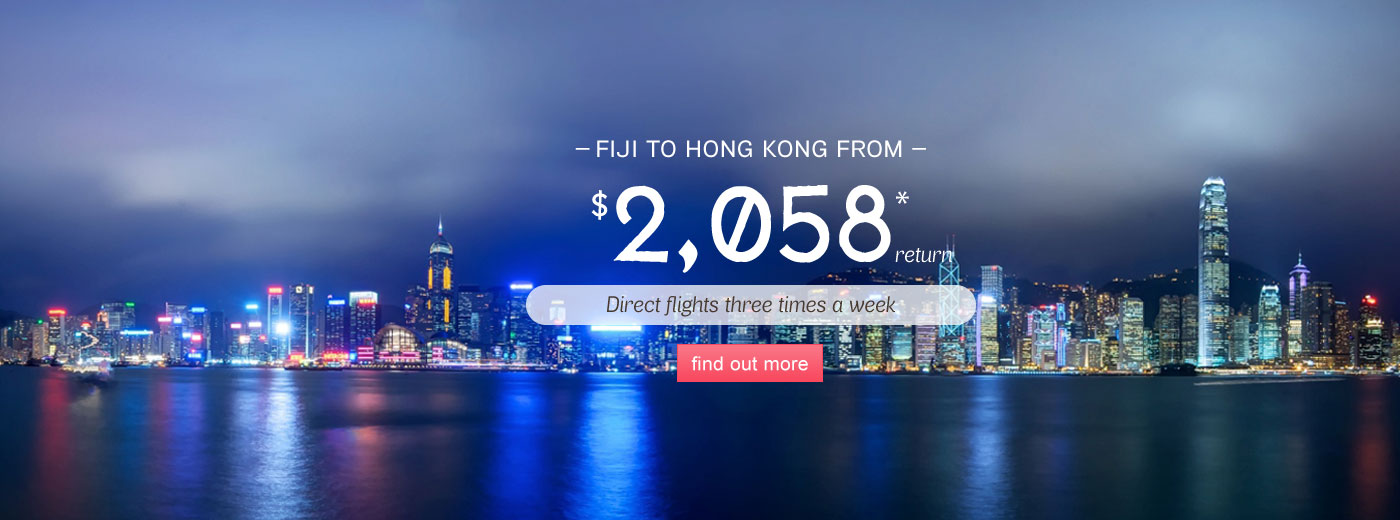 – FIJI TO HONG KONG FROM –
$2,058*
return
Direct flights three times a week
find out more